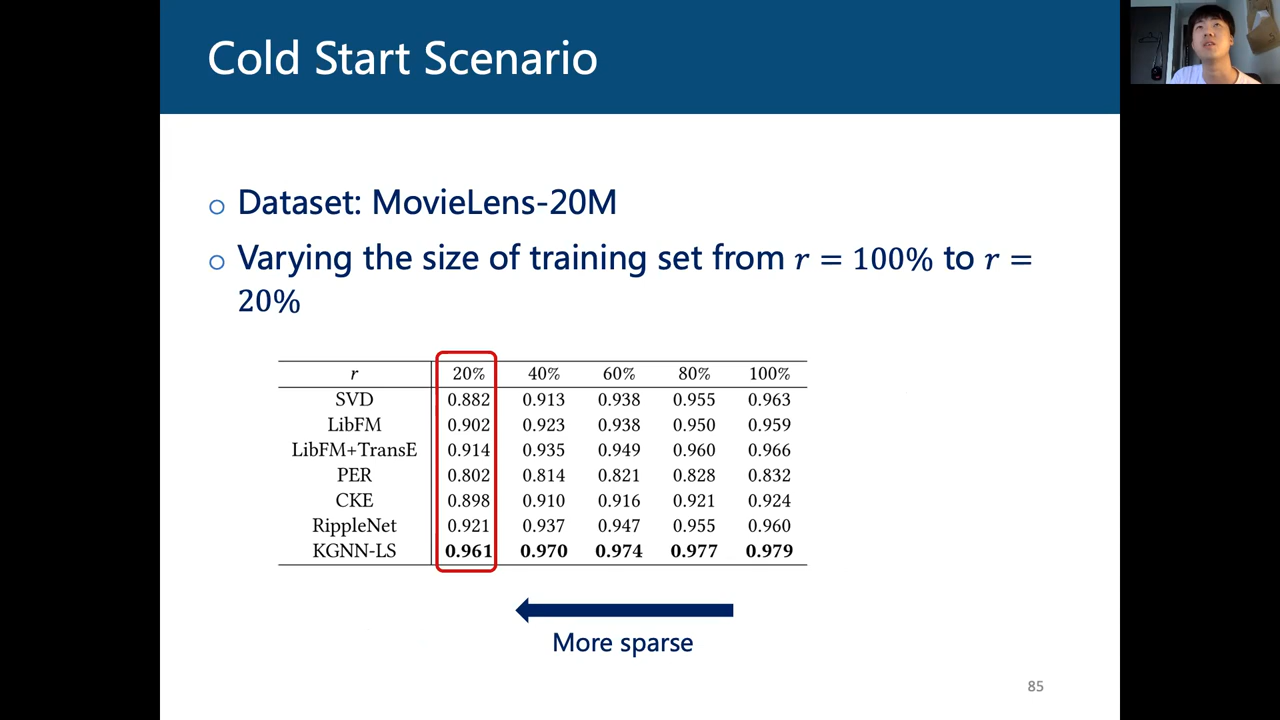 Cold Start Scenario
Dataset: MovieLens-20M
Varying the size of training set from r = 100% to r =
20%
r 20% 40% 60% 80% 100%
SVD 0.882 0.913 0.938 0.955 0.963
LibFM 0.902 0.923 0.938 0.950 0.959
LibFM+TransE 0.914 0.935 0.949 0.960 0.966
PER 0.802 0.814 0.821 0.828 0.832
CKE 0.898 0.910 0.916 0.921 0.924
RippleNet 0.921 0.937 0.947 0.955 0.960
KGNN-LS 0.961 0.970 0.974 0.977 0.979
More sparse
85